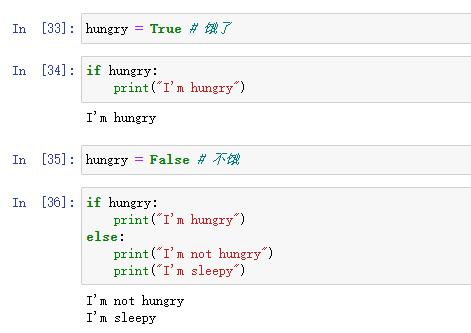 In [33]: hungry = True # 饿了
In [34]: if hungry:
    print("I'm hungry")
I'm hungry
In [35]: hungry = False # 不饿
In [36]: if hungry:
    print("I'm hungry")
else:
    print("I'm not hungry")
    print("I'm sleepy")
I'm not hungry
I'm sleepy